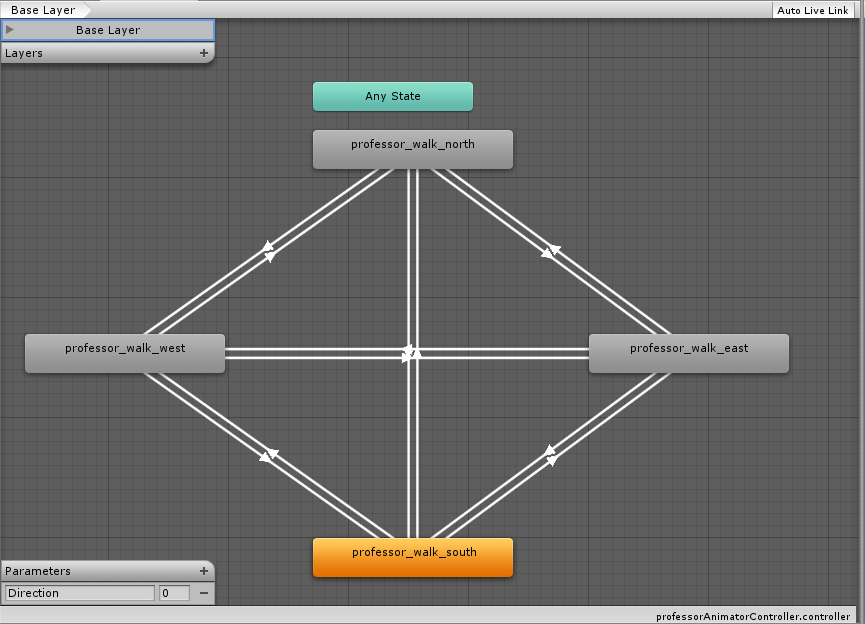 Base Layer
Auto Live Link
Base Layer
Layers
Any State
professor_walk_north
professor_walk_west
professor_walk_east
professor_walk_south
Parameters
Direction 0
professorAnimatorController.controller